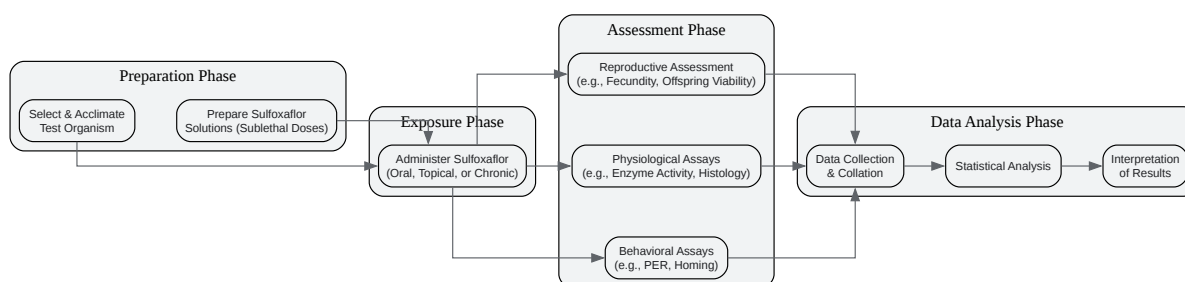 Preparation Phase
Select & Acclimate
Test Organism
Prepare Sulfoxaflor
Solutions (Sublethal Doses)
Exposure Phase
Administer Sulfoxaflor
(Oral, Topical, or Chronic)
Assessment Phase
Reproductive Assessment
(e.g., Fecundity, Offspring Viability)
Physiological Assays
(e.g., Enzyme Activity, Histology)
Behavioral Assays
(e.g., PER, Homing)
Data Analysis Phase
Data Collection
& Collation
Statistical Analysis
Interpretation
of Results